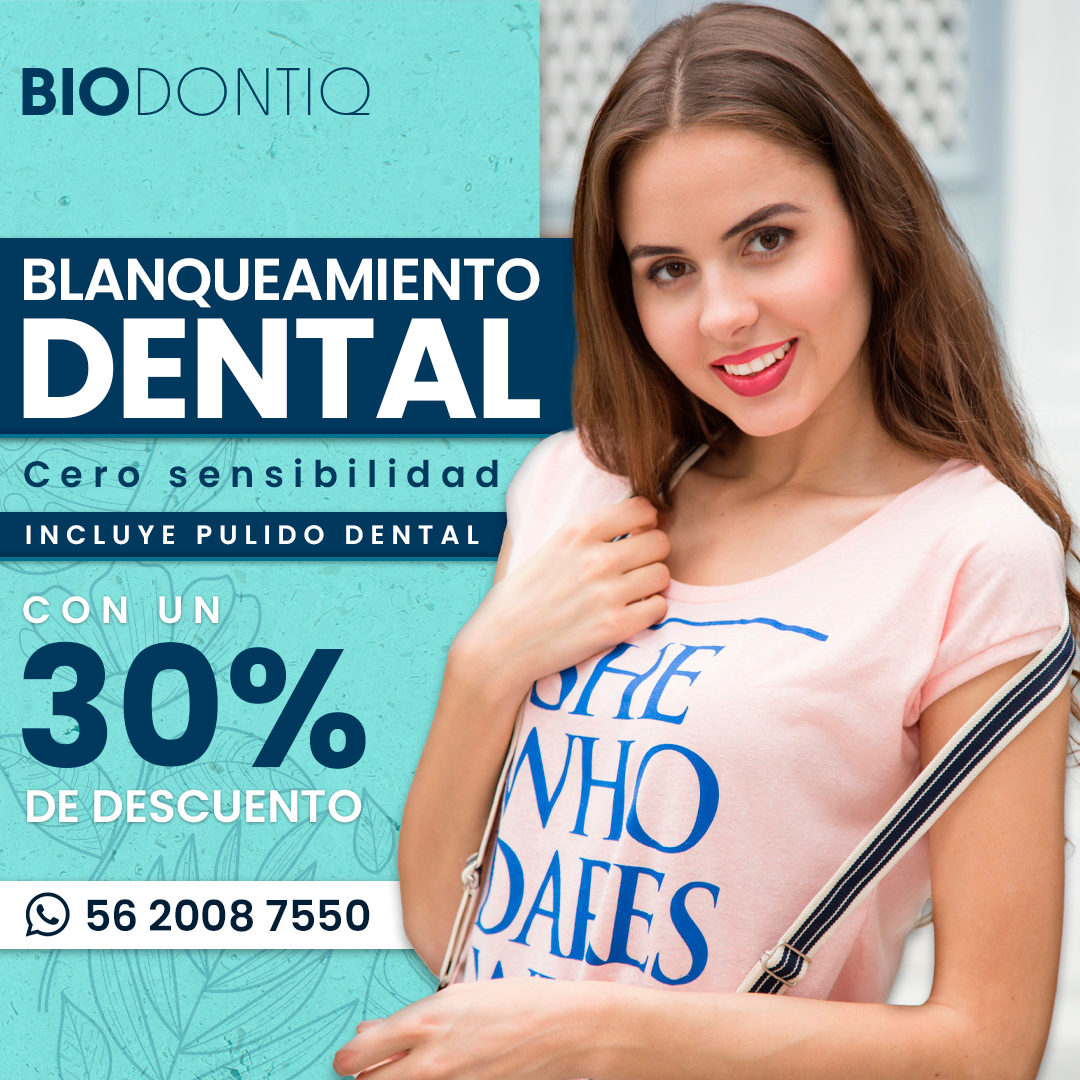 BIODONTIQ
BLANQUEAMIENTO
DENTAL
Cero sensibilidad
INCLUYE PULIDO DENTAL
CON UN
30%
DE DESCUENTO
56 2008 7550
SHE
WHO
DARES